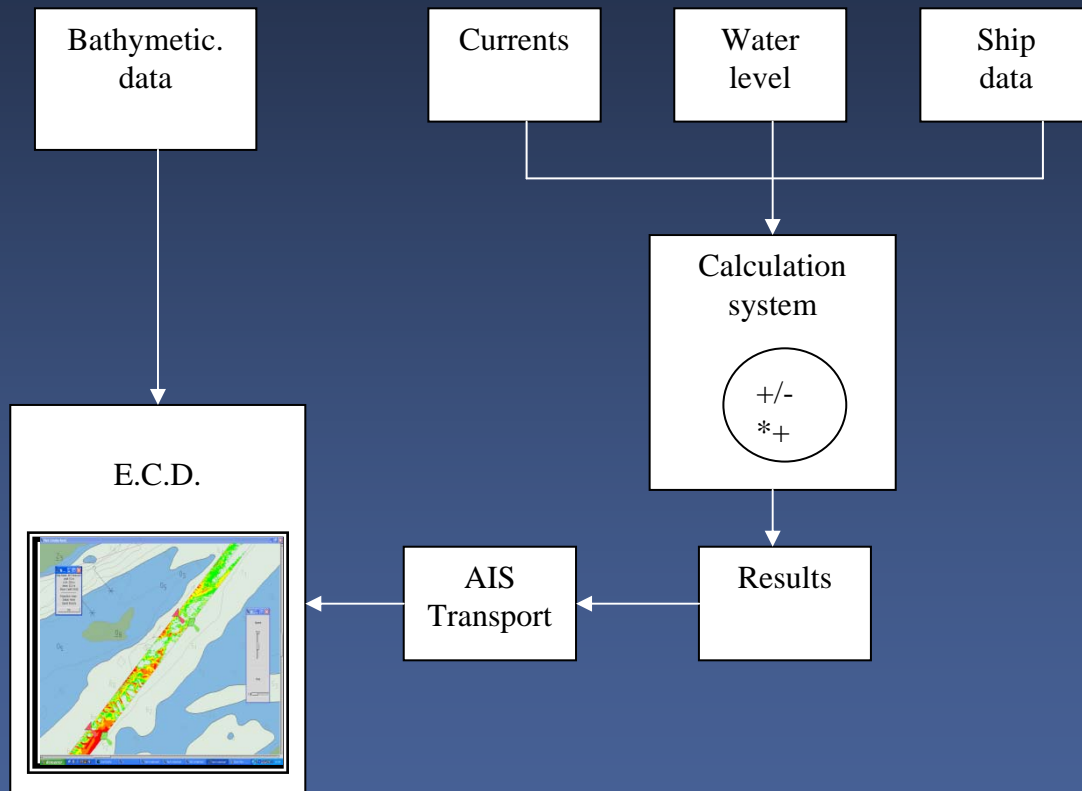 Bathymetic.
data
Currents
Water
level
Ship
data
Calculation
system
+/-
*+
E.C.D.
AIS
Transport
Results